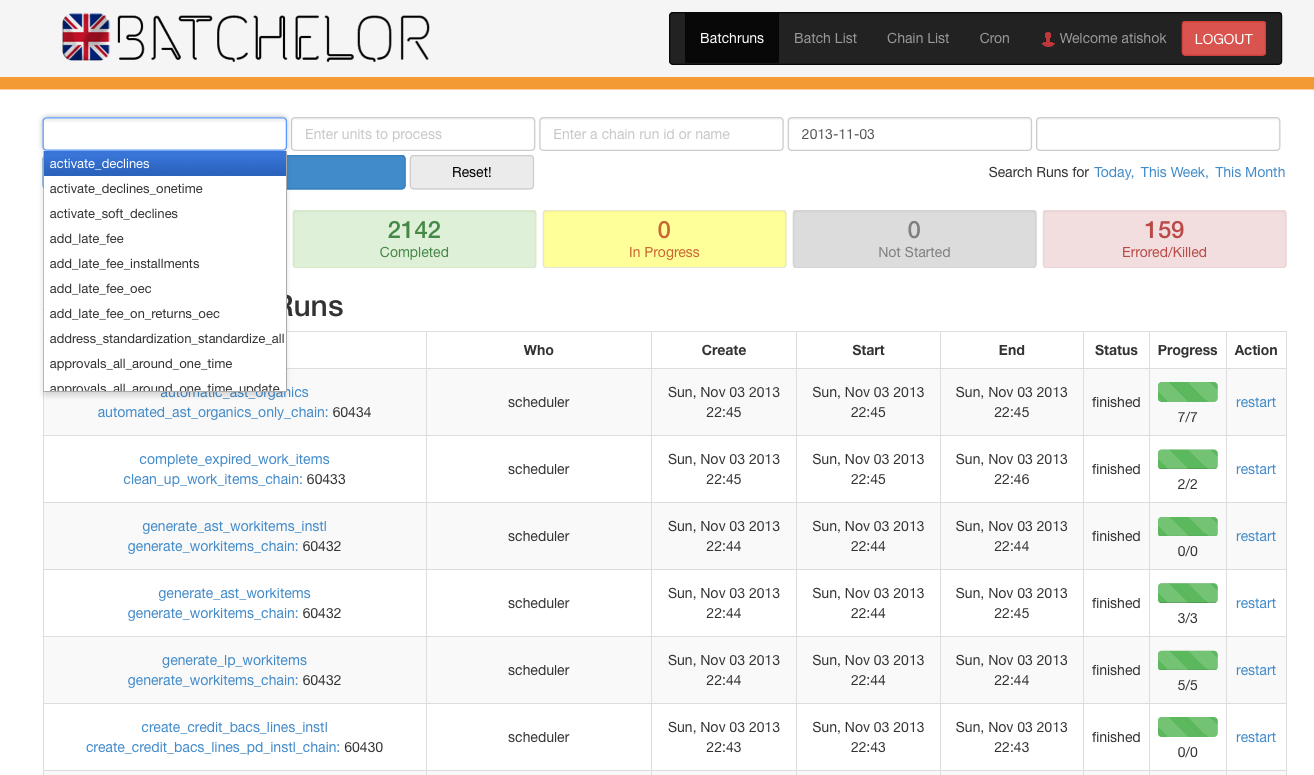 BATCHELOR
Batchruns Batch List Chain List Cron Welcome atishok LOGOUT
Enter units to process Enter a chain run id or name 2013-11-03
activate_declines
Reset! Search Runs for Today, This Week, This Month
activate_declines_onetime
activate_soft_declines
add_late_fee
add_late_fee_installments
add_late_fee_oec
add_late_fee_on_returns_oec
address_standardization_standardize_all
approvals_all_around_one_time
approvals_all_around_one_time_update
2142 0 0 159
Completed In Progress Not Started Errored/Killed
Runs
Who Create Start End Status Progress Action
automatic_ast_organics
automated_ast_organics_only_chain: 60434
scheduler
Sun, Nov 03 2013
22:45
Sun, Nov 03 2013
22:45
Sun, Nov 03 2013
22:45
finished
7/7
restart
complete_expired_work_items
clean_up_work_items_chain: 60433
scheduler
Sun, Nov 03 2013
22:45
Sun, Nov 03 2013
22:45
Sun, Nov 03 2013
22:46
finished
2/2
restart
generate_ast_workitems_instl
generate_workitems_chain: 60432
scheduler
Sun, Nov 03 2013
22:44
Sun, Nov 03 2013
22:44
Sun, Nov 03 2013
22:44
finished
0/0
restart
generate_ast_workitems
generate_workitems_chain: 60432
scheduler
Sun, Nov 03 2013
22:44
Sun, Nov 03 2013
22:44
Sun, Nov 03 2013
22:45
finished
3/3
restart
generate_lp_workitems
generate_workitems_chain: 60432
scheduler
Sun, Nov 03 2013
22:44
Sun, Nov 03 2013
22:44
Sun, Nov 03 2013
22:44
finished
5/5
restart
create_credit_bacs_lines_instl
create_credit_bacs_lines_pd_instl_chain: 60430
scheduler
Sun, Nov 03 2013
22:43
Sun, Nov 03 2013
22:43
Sun, Nov 03 2013
22:43
finished
0/0
restart